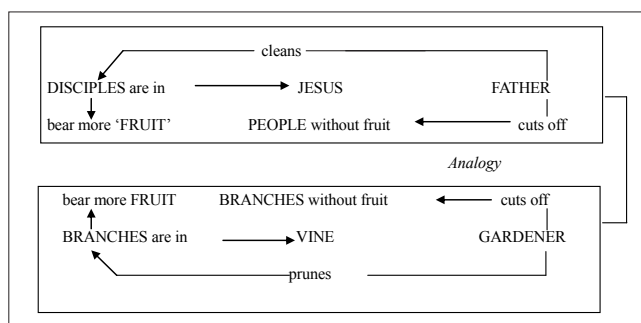 cleans
DISCIPLES are in JESUS FATHER
bear more ‘FRUIT’ PEOPLE without fruit cuts off
Analogy
bear more FRUIT BRANCHES without fruit cuts off
BRANCHES are in VINE GARDENER
prunes